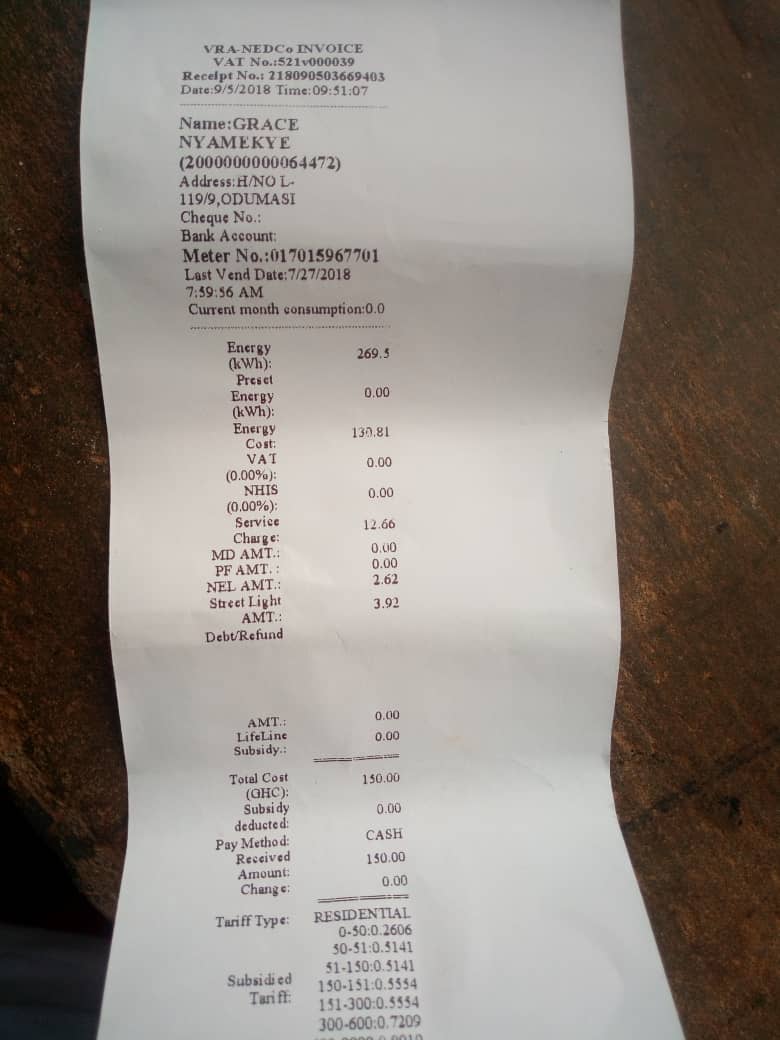 VRA-NEDCo INVOICE
VAT No.:521v000039
Receipt No.: 218090503669403
Date:9/5/2018 Time:09:51:07
Name:GRACE
NYAMEKYE
(2000000000064472)
Address:H/NO L-
119/9,ODUMASI
Cheque No.:
Bank Account:
Meter No.:017015967701
Last Vend Date:7/27/2018
7:59:56 AM
Current month consumption:0.0
Energy
(kWh): 269.5
Preset
Energy
(kWh): 0.00
Energy
Cost: 130.81
VAT
(0.00%): 0.00
NHIS
(0.00%): 0.00
Service
Charge: 12.66
MD AMT.: 0.00
PF AMT. : 0.00
NEL AMT.: 2.62
Street Light
AMT.: 3.92
Debt/Refund
AMT.: 0.00
LifeLine
Subsidy.: 0.00
Total Cost
(GHC): 150.00
Subsidy
deducted: 0.00
Pay Method: CASH
Received
Amount: 150.00
Change: 0.00
Tariff Type: RESIDENTIAL
0-50:0.2606
50-51:0.5141
51-150:0.5141
Subsidied
Tariff:
150-151:0.5554
151-300:0.5554
300-600:0.7209